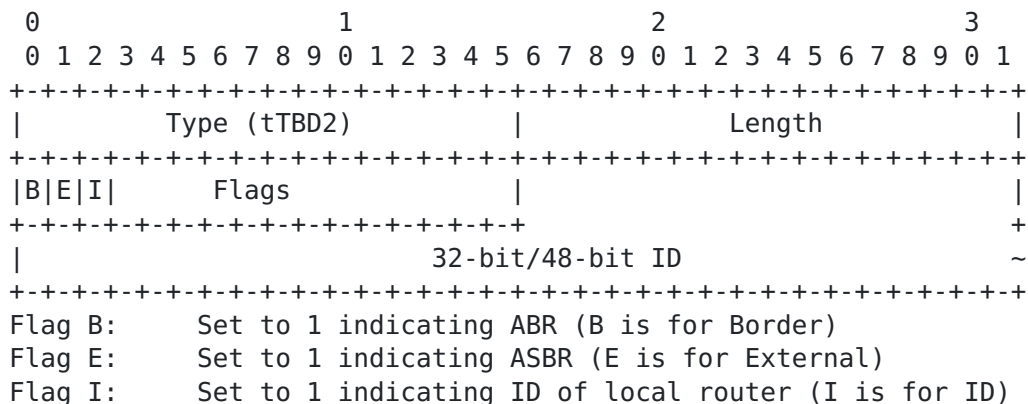 0                   1                   2                   3
 0 1 2 3 4 5 6 7 8 9 0 1 2 3 4 5 6 7 8 9 0 1 2 3 4 5 6 7 8 9 0 1
+-+-+-+-+-+-+-+-+-+-+-+-+-+-+-+-+-+-+-+-+-+-+-+-+-+-+-+-+-+-+-+-+
|         Type (tTBD2)          |             Length            |
+-+-+-+-+-+-+-+-+-+-+-+-+-+-+-+-+-+-+-+-+-+-+-+-+-+-+-+-+-+-+-+-+
|B|E|I|      Flags              |                               |
+-+-+-+-+-+-+-+-+-+-+-+-+-+-+-+-+                               +
|                          32-bit/48-bit ID                     ~
+-+-+-+-+-+-+-+-+-+-+-+-+-+-+-+-+-+-+-+-+-+-+-+-+-+-+-+-+-+-+-+-+
Flag B:     Set to 1 indicating ABR (B is for Border)
Flag E:     Set to 1 indicating ASBR (E is for External)
Flag I:     Set to 1 indicating ID of local router (I is for ID)